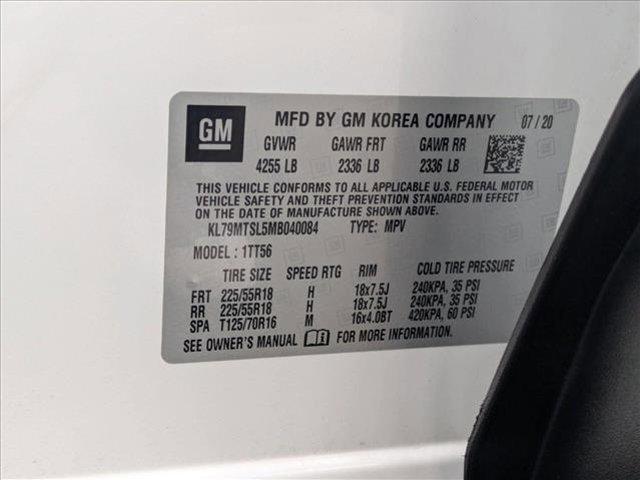 GM
MFD BY GM KOREA COMPANY 07/20
GVWR GAWR FRT GAWR RR
4255 LB 2336 LB 2336 LB
THIS VEHICLE CONFORMS TO ALL APPLICABLE U.S. FEDERAL MOTOR
VEHICLE SAFETY AND THEFT PREVENTION STANDARDS IN EFFECT
ON THE DATE OF MANUFACTURE SHOWN ABOVE.
KL79MTSL5MB040084 TYPE: MPV
MODEL: 1TT56
TIRE SIZE SPEED RTG RIM COLD TIRE PRESSURE
FRT 225/55R18 H 18x7.5J 240KPA, 35 PSI
RR 225/55R18 H 18x7.5J 240KPA, 35 PSI
SPA T125/70R16 M 16x4.0BT 420KPA, 60 PSI
SEE OWNER'S MANUAL FOR MORE INFORMATION.